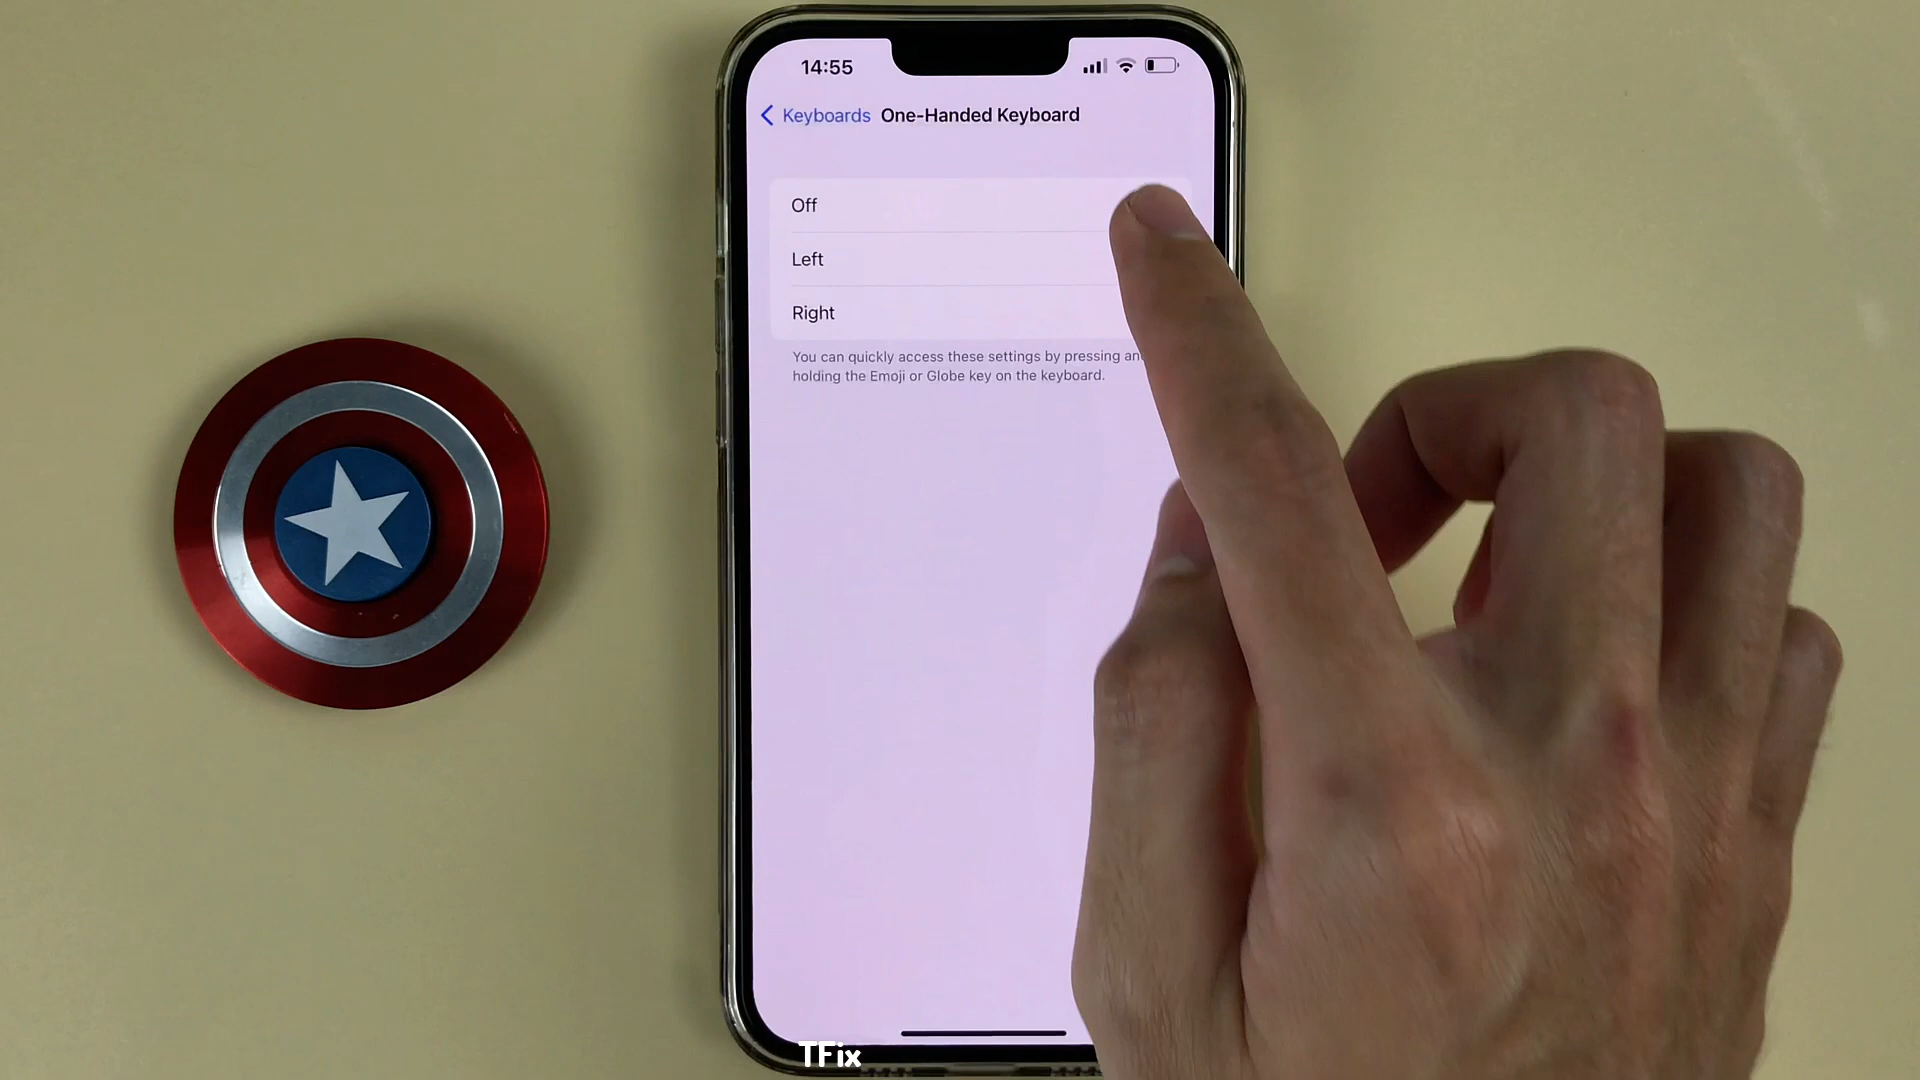 14:55
Keyboards One-Handed Keyboard
Off
Left
Right
You can quickly access these settings by pressing an
holding the Emoji or Globe key on the keyboard.
TFix